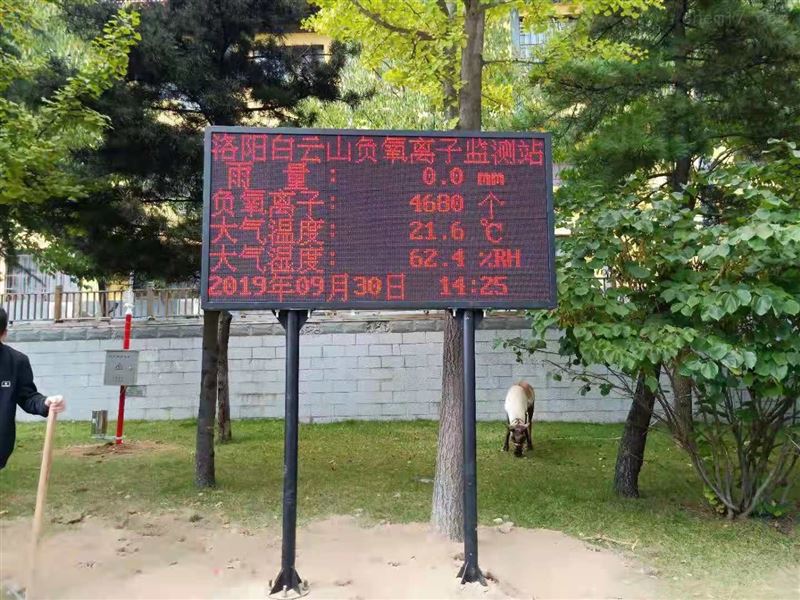 洛阳白云山负氧离子监测站
雨 量 : 0.0 mm
负氧离子: 4680 个
大气温度: 21.6 ℃
大气湿度: 62.4 %RH
2019年09月30日 14:25